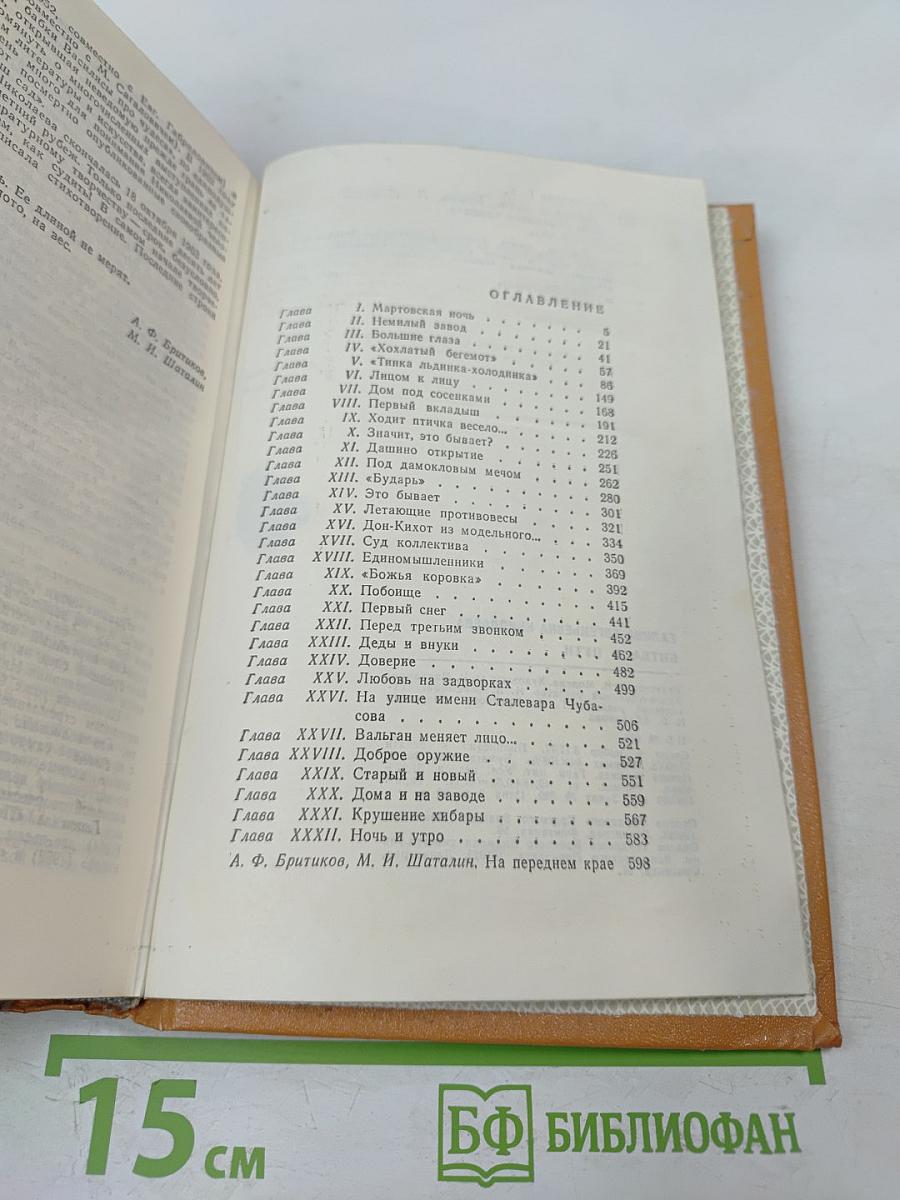 1952, совместно с Евг. Габриловичем)
бабки Василисы М. Сагаловичем). В
А. Ф. Бритиков,
М. И. Шаталин
ОГЛАВЛЕНИЕ
Глава I. Мартовская ночь . . . . . . . 5
Глава II. Немилый завод . . . . . . . 21
Глава III. Большие глаза . . . . . . . 41
Глава IV. «Хохлатый бегемот» . . . . . . 57
Глава V. «Тинка льдинка-холодинка» . . . . 86
Глава VI. Лицом к лицу . . . . . . . 149
Глава VII. Дом под сосенками . . . . . . 168
Глава VIII. Первый вкладыш . . . . . . 191
Глава IX. Ходит птичка весело... . . . . . 212
Глава X. Значит, это бывает? . . . . . . 226
Глава XI. Дашино открытие . . . . . . 251
Глава XII. Под дамокловым мечом . . . . 262
Глава XIII. «Бударь» . . . . . . . . 280
Глава XIV. Это бывает . . . . . . . . 301
Глава XV. Летающие противовесы . . . . . 321
Глава XVI. Дон-Кихот из модельного... . . . 334
Глава XVII. Суд коллектива . . . . . . . 350
Глава XVIII. Единомышленники . . . . . . 369
Глава XIX. «Божья коровка» . . . . . . 392
Глава XX. Побоище . . . . . . . . . 415
Глава XXI. Первый снег . . . . . . . . 441
Глава XXII. Перед третьим звонком . . . . 452
Глава XXIII. Деды и внуки . . . . . . . 462
Глава XXIV. Доверие . . . . . . . . . 482
Глава XXV. Любовь на задворках . . . . . 499
Глава XXVI. На улице имени Сталевара Чуба-
сова . . . . . . . . . . . 506
Глава XXVII. Вальган меняет лицо... . . . . . 521
Глава XXVIII. Доброе оружие . . . . . . . 527
Глава XXIX. Старый и новый . . . . . . . 551
Глава XXX. Дома и на заводе . . . . . . 559
Глава XXXI. Крушение хибары . . . . . . 567
Глава XXXII. Ночь и утро . . . . . . . . 583
А. Ф. Бритиков, М. И. Шаталин. На переднем крае 598
15 см
БФ БИБЛИОФАН